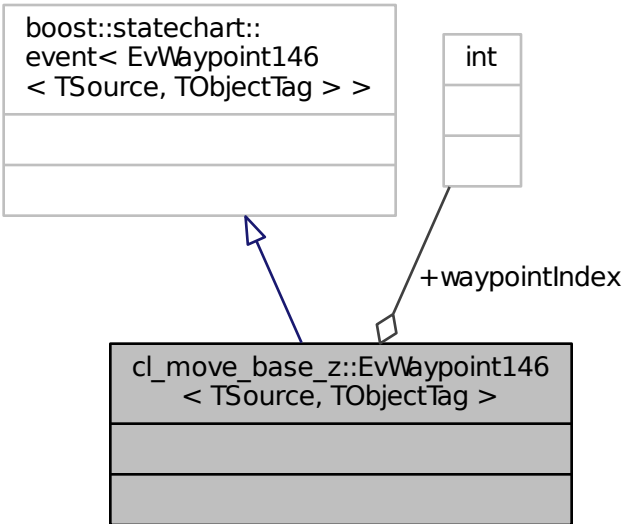 boost::statechart::
event< EvWaypoint146
< TSource, TObjectTag > >
int
+waypointIndex
cl_move_base_z::EvWaypoint146
< TSource, TObjectTag >